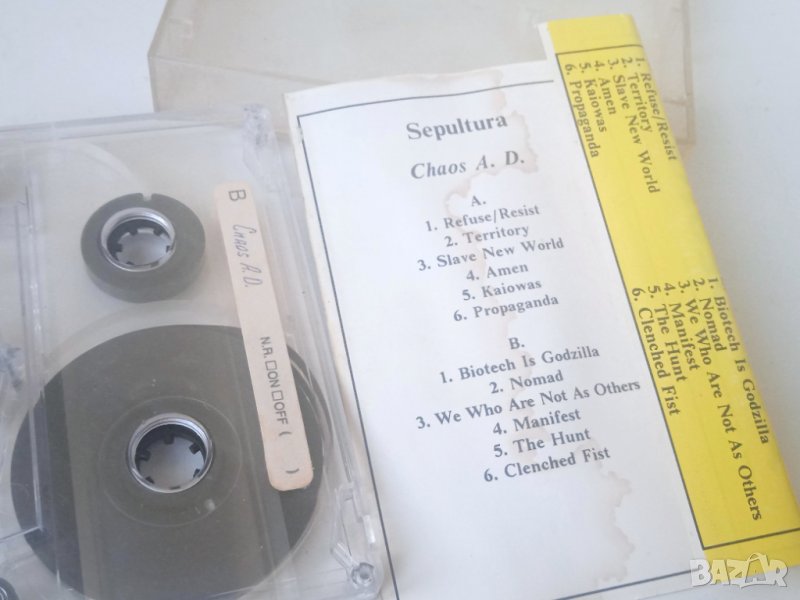 B Chaos A.D.
N.R. □ON □OFF ( )
Sepultura
Chaos A. D.
A.
1. Refuse/Resist
2. Territory
3. Slave New World
4. Amen
5. Kaiowas
6. Propaganda
B.
1. Biotech Is Godzilla
2. Nomad
3. We Who Are Not As Others
4. Manifest
5. The Hunt
6. Clenched Fist
1. Refuse/Resist
2. Territory
3. Slave New World
4. Amen
5. Kaiowas
6. Propaganda
1. Biotech Is Godzilla
2. Nomad
3. We Who Are Not As Others
4. Manifest
5. The Hunt
6. Clenched Fist
BAZAR